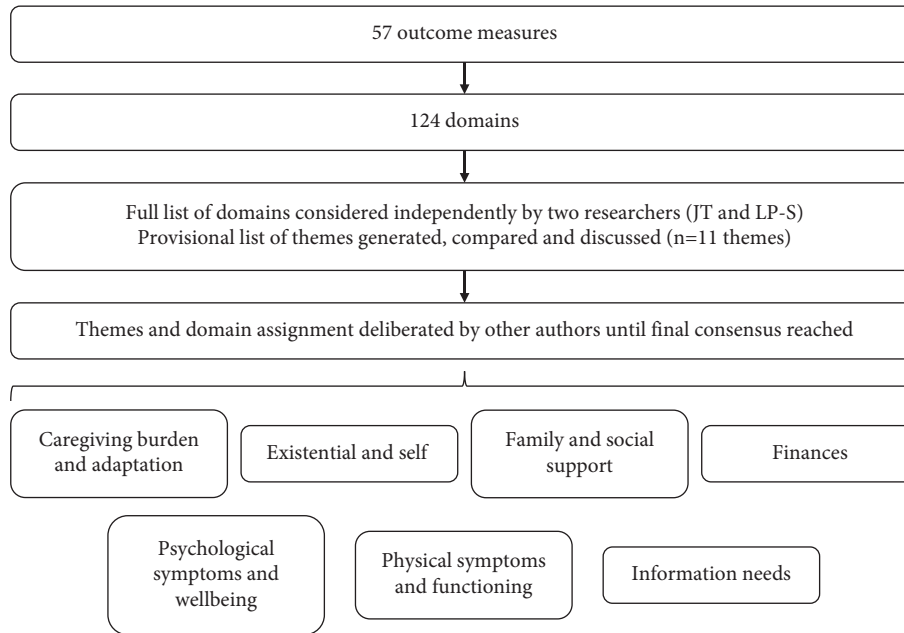 57 outcome measures
124 domains
Full list of domains considered independently by two researchers (JT and LP-S)
Provisional list of themes generated, compared and discussed (n=11 themes)
Themes and domain assignment deliberated by other authors until final consensus reached
Caregiving burden
and adaptation
Existential and self
Family and social
support
Finances
Psychological
symptoms and
wellbeing
Physical symptoms
and functioning
Information needs